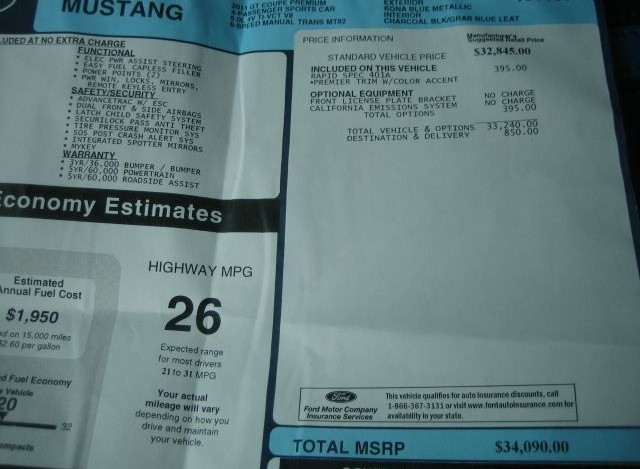 MUSTANG
2011 GT COUPE PREMIUM
4-PASSENGER SPORTS CAR
5.0L 4V TI-VCT V8
6-SPEED MANUAL TRANS MT82
EXTERIOR
KONA BLUE METALLIC
INTERIOR
CHARCOAL BLK/GRAB BLUE LEAT
LUDED AT NO EXTRA CHARGE
FUNCTIONAL
• ELEC PWR ASSIST STEERING
• EASY FUEL CAPLESS FILLER
• POWER POINTS (2)
• PWR WIN, LOCKS, MIRRORS,
REMOTE KEYLESS ENTRY
SAFETY/SECURITY
• ADVANCETRAC W/ ESC
• DUAL FRONT & SIDE AIRBAGS
• LATCH CHILD SAFETY SYSTEM
• SECURILOCK PASS ANTI THEFT
• TIRE PRESSURE MONITOR SYS
• SOS POST CRASH ALERT SYS
• INTEGRATED SPOTTER MIRRORS
• MYKEY
WARRANTY
• 3YR/36,000 BUMPER / BUMPER
• 5YR/60,000 POWERTRAIN
• 5YR/60,000 ROADSIDE ASSIST
PRICE INFORMATION
Manufacturer's
Suggested Retail Price
STANDARD VEHICLE PRICE $32,845.00
INCLUDED ON THIS VEHICLE
RAPID SPEC 401A 395.00
•PREMIER TRIM W/COLOR ACCENT
OPTIONAL EQUIPMENT
FRONT LICENSE PLATE BRACKET NO CHARGE
CALIFORNIA EMISSIONS SYSTEM NO CHARGE
TOTAL OPTIONS 395.00
TOTAL VEHICLE & OPTIONS 33,240.00
DESTINATION & DELIVERY 850.00
Economy Estimates
Estimated
Annual Fuel Cost
$1,950
ed on 15,000 miles
$2.60 per gallon
HIGHWAY MPG
26
Expected range
for most drivers
21 to 31 MPG
Your actual
mileage will vary
depending on how you
drive and maintain
your vehicle.
ed Fuel Economy
s Vehicle
20
32
ompacts
Ford
Ford Motor Company
Insurance Services
This vehicle qualifies for auto insurance discounts, call
1-866-367-3131 or visit www.fordautoinsurance.com for
availability in your state.
TOTAL MSRP $34,090.00